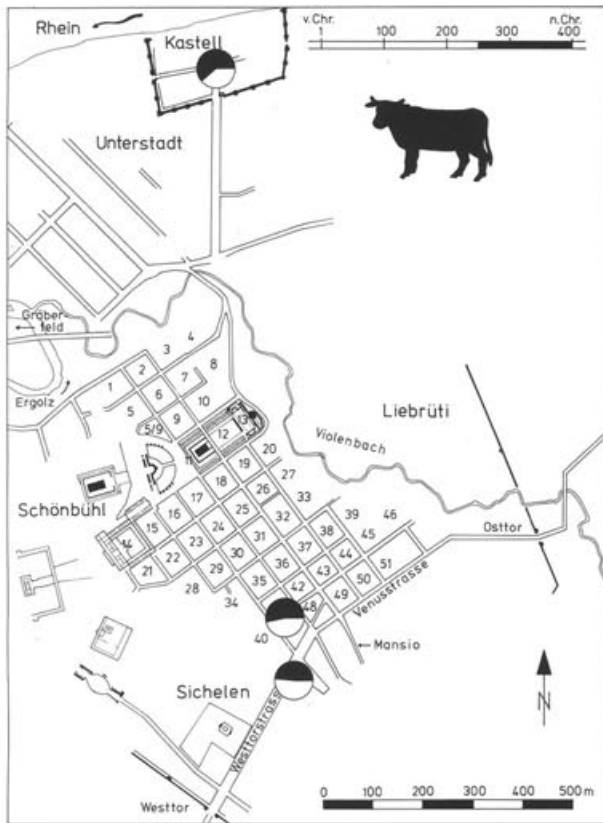 Rhein
Kastell
v.Chr. n.Chr.
1 100 200 300 400
Unterstadt
Gräber-
feld
Ergolz
Liebrüti
Violenbach
Schönbühl
Osttor
Venusstrasse
Mansio
Sichelen
Westtorstrasse
Westtor
N
1
2
3
4
5
6
7
8
5/9
9
10
11
12
13
14
15
16
17
18
19
20
21
22
23
24
25
26
27
28
29
30
31
32
33
34
35
36
37
38
39
40
42
43
44
45
46
48
49
50
51
0 100 200 300 400 500 m